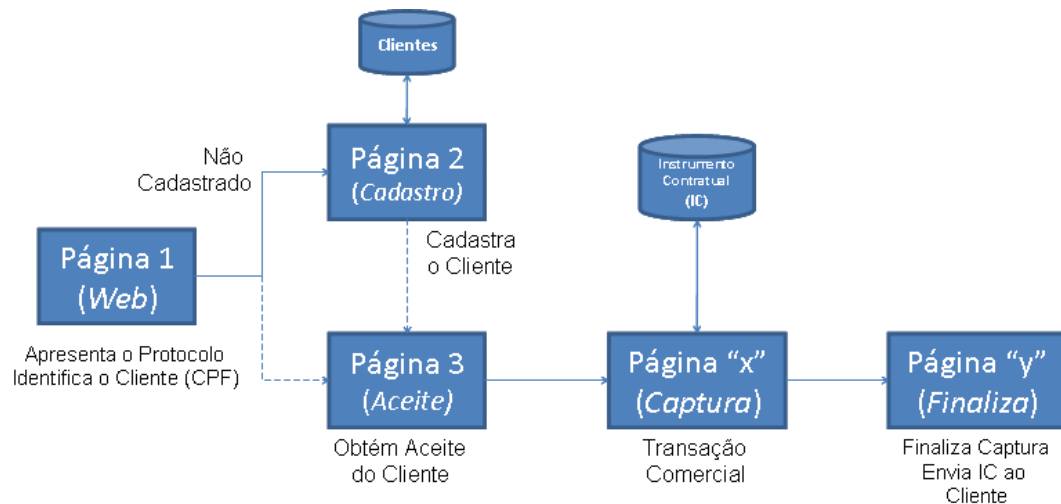 Clientes
Página 2
(Cadastro)
Não
Cadastrado
Instrumento
Contratual
(IC)
Cadastra
o Cliente
Página 1
(Web)
Apresenta o Protocolo
Identifica o Cliente (CPF)
Página 3
(Aceite)
Obtém Aceite
do Cliente
Página “x”
(Captura)
Transação
Comercial
Página “y”
(Finaliza)
Finaliza Captura
Envia IC ao
Cliente